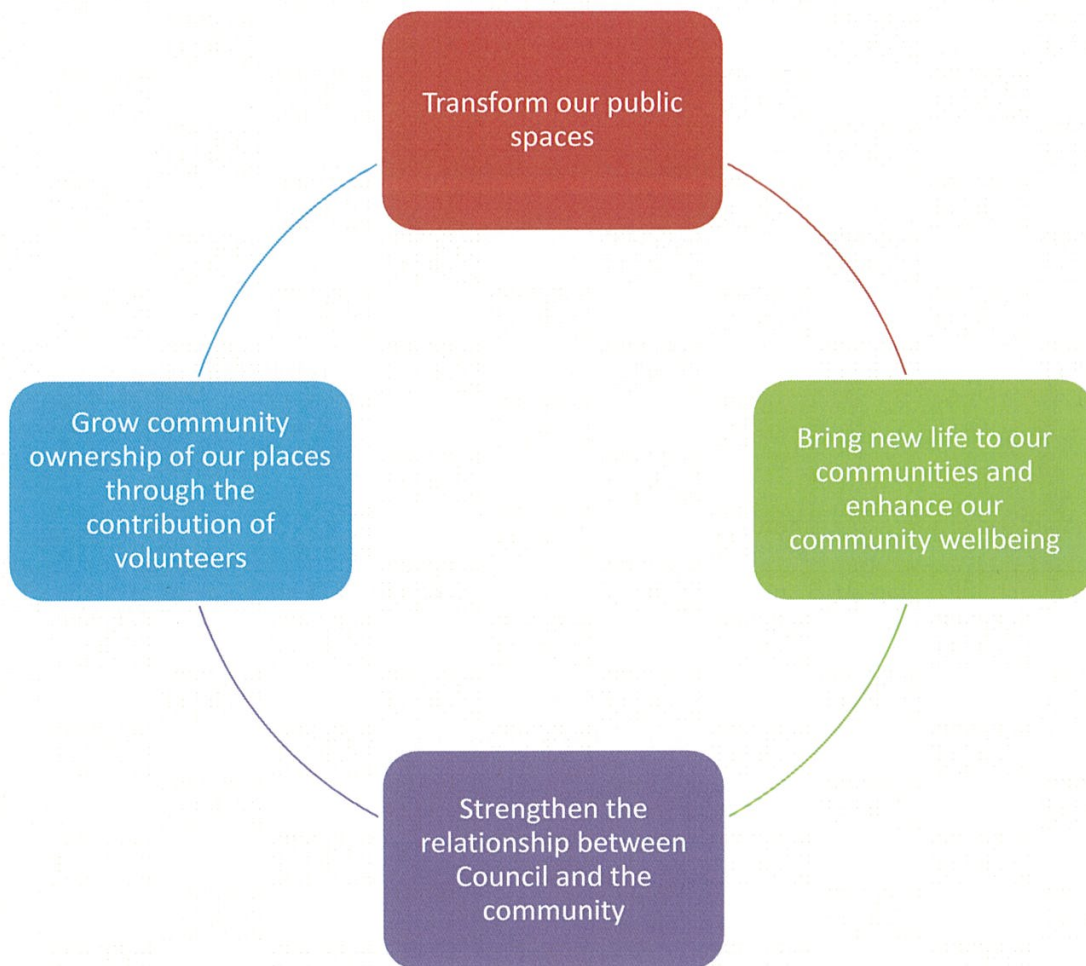 Transform our public
spaces
Bring new life to our
communities and
enhance our
community wellbeing
Strengthen the
relationship between
Council and the
community
Grow community
ownership of our places
through the
contribution of
volunteers